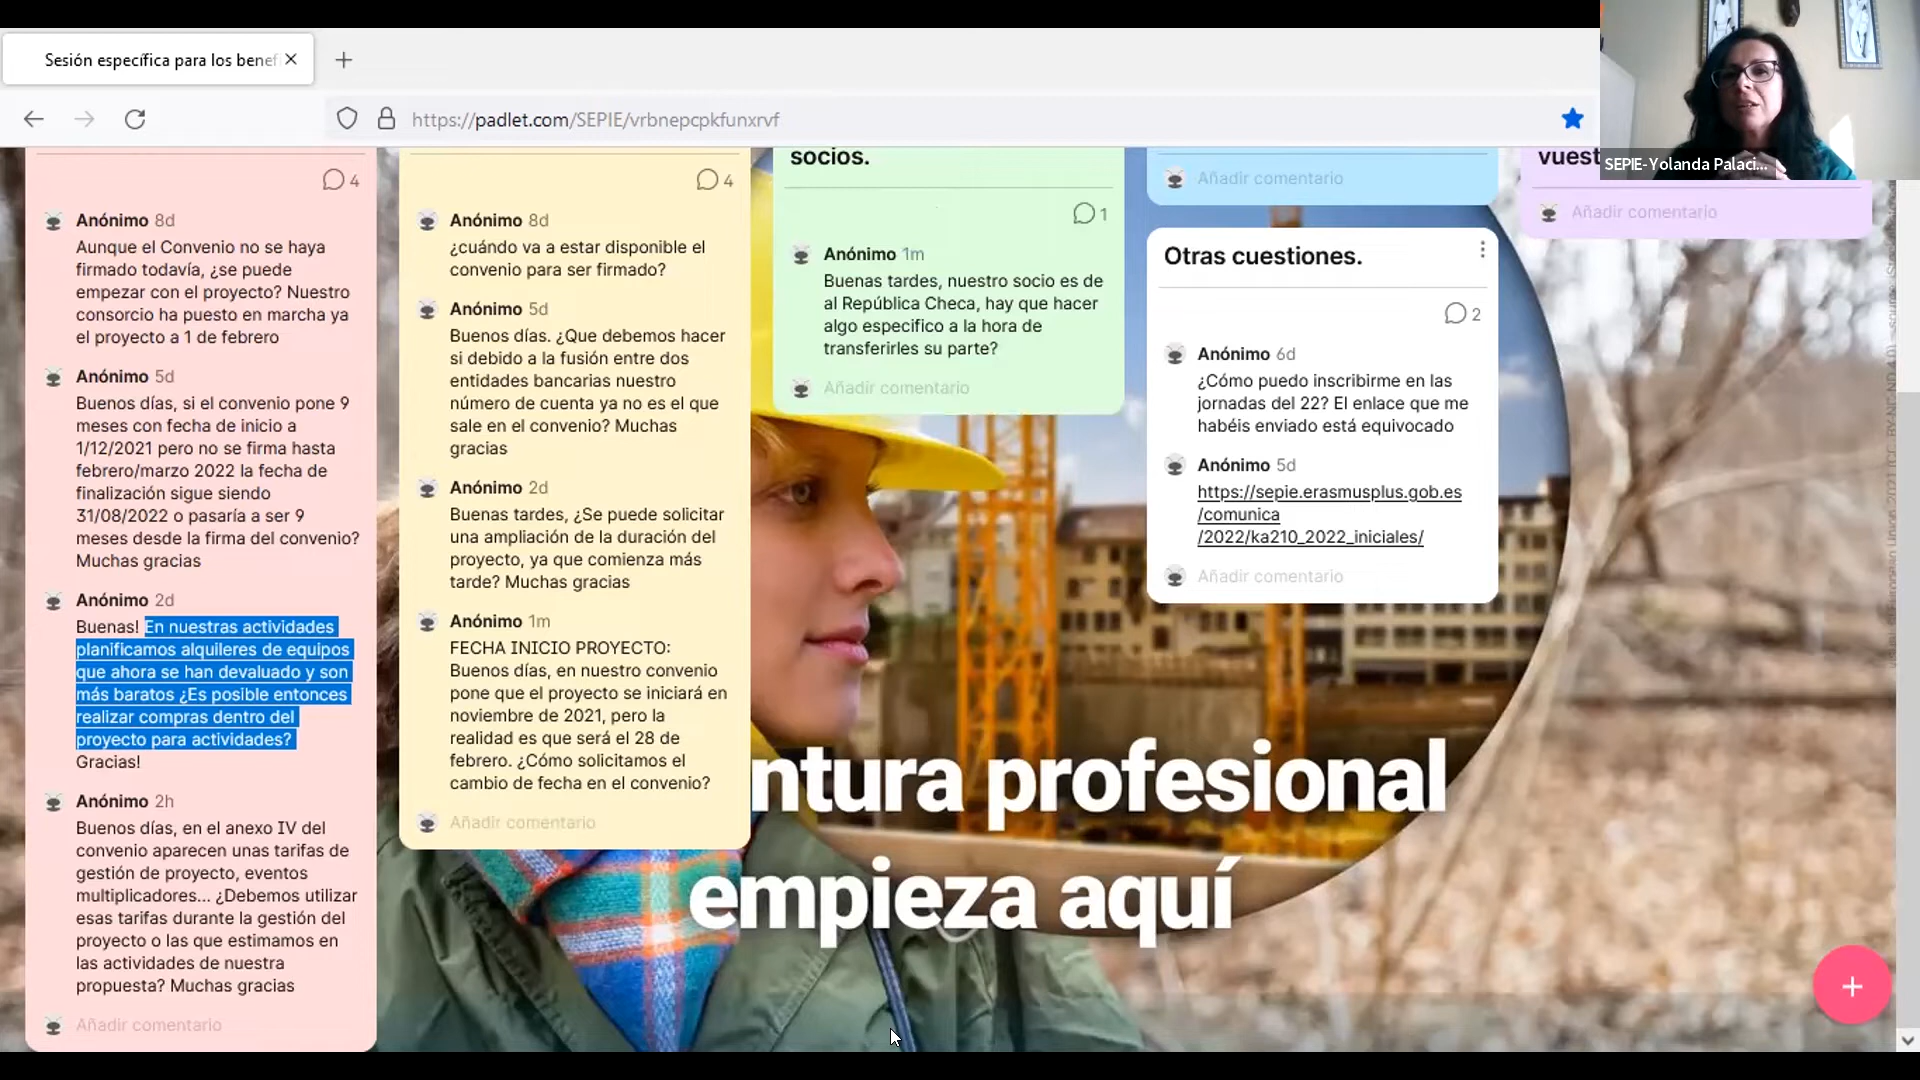 Sesión específica para los benef
https://padlet.com/SEPIE/vrbnepcpkfunxrvf
SEPIE-Yolanda Palaci...
4
Anónimo 8d
Aunque el Convenio no se haya
firmado todavía, ¿se puede
empezar con el proyecto? Nuestro
consorcio ha puesto en marcha ya
el proyecto a 1 de febrero
Anónimo 5d
Buenos días, si el convenio pone 9
meses con fecha de inicio a
1/12/2021 pero no se firma hasta
febrero/marzo 2022 la fecha de
finalización sigue siendo
31/08/2022 o pasaría a ser 9
meses desde la firma del convenio?
Muchas gracias
Anónimo 2d
Buenas! En nuestras actividades
planificamos alquileres de equipos
que ahora se han devaluado y son
más baratos ¿Es posible entonces
realizar compras dentro del
proyecto para actividades?
Gracias!
Anónimo 2h
Buenos días, en el anexo IV del
convenio aparecen unas tarifas de
gestión de proyecto, eventos
multiplicadores... ¿Debemos utilizar
esas tarifas durante la gestión del
proyecto o las que estimamos en
las actividades de nuestra
propuesta? Muchas gracias
Añadir comentario
4
Anónimo 8d
¿cuándo va a estar disponible el
convenio para ser firmado?
Anónimo 5d
Buenos días. ¿Que debemos hacer
si debido a la fusión entre dos
entidades bancarias nuestro
número de cuenta ya no es el que
sale en el convenio? Muchas
gracias
Anónimo 2d
Buenas tardes, ¿Se puede solicitar
una ampliación de la duración del
proyecto, ya que comienza más
tarde? Muchas gracias
Anónimo 1m
FECHA INICIO PROYECTO:
Buenos días, en nuestro convenio
pone que el proyecto se iniciará en
noviembre de 2021, pero la
realidad es que será el 28 de
febrero. ¿Cómo solicitamos el
cambio de fecha en el convenio?
Añadir comentario
socios.
1
Anónimo 1m
Buenas tardes, nuestro socio es de
al República Checa, hay que hacer
algo especifico a la hora de
transferirles su parte?
Añadir comentario
Añadir comentario
Otras cuestiones.
2
Anónimo 6d
¿Cómo puedo inscribirme en las
jornadas del 22? El enlace que me
habéis enviado está equivocado
Anónimo 5d
https://sepie.erasmusplus.gob.es
/comunica
/2022/ka210_2022_iniciales/
Añadir comentario
vuest
Añadir comentario
ntura profesional
empieza aquí